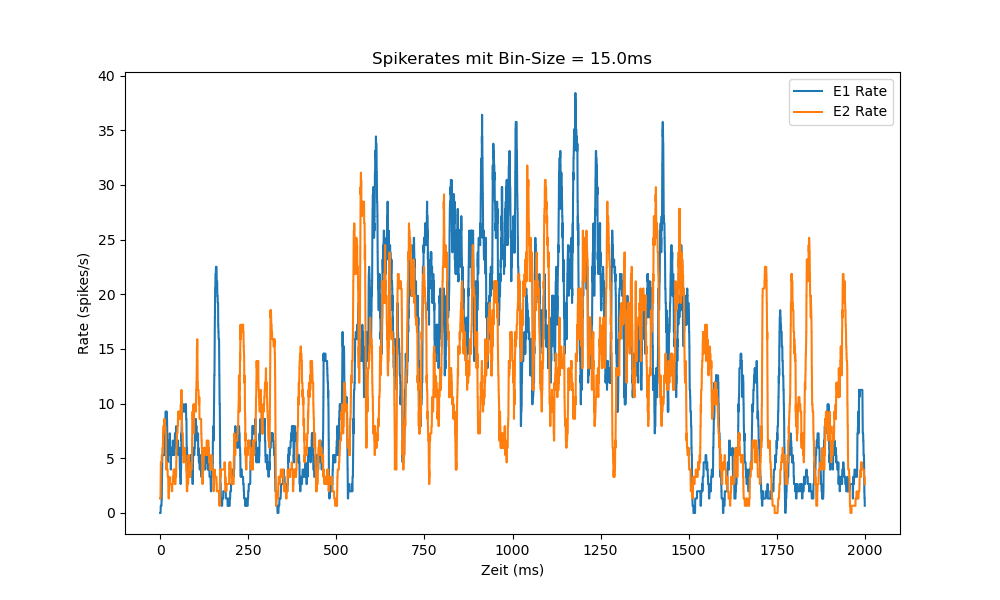 Spikerates mit Bin-Size = 15.0ms
E1 Rate
E2 Rate
Rate (spikes/s)
40
35
30
25
20
15
10
5
0
0 250 500 750 1000 1250 1500 1750 2000
Zeit (ms)